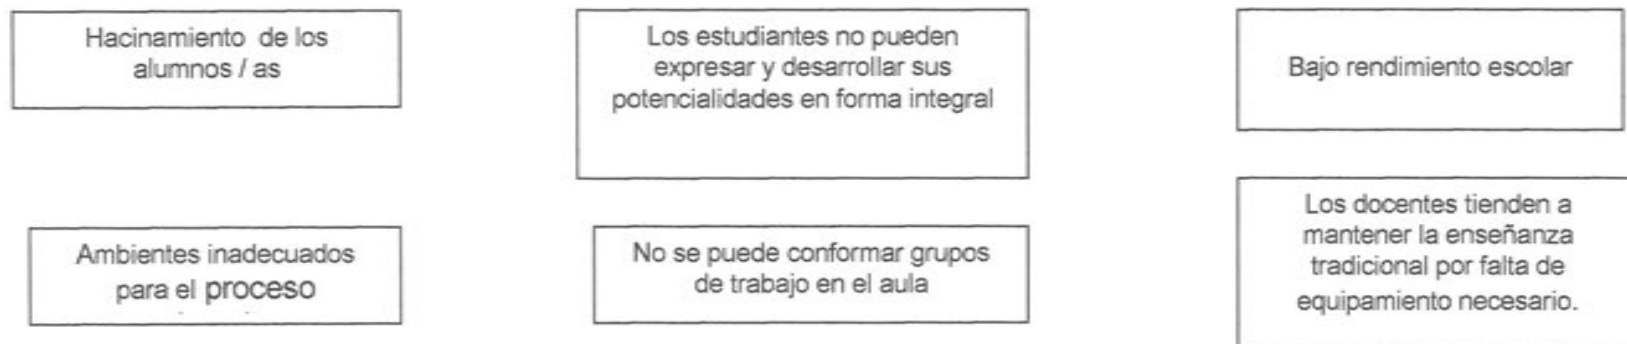 Hacinamiento de los
alumnos / as
Los estudiantes no pueden
expresar y desarrollar sus
potencialidades en forma integral
Bajo rendimiento escolar
Ambientes inadecuados
para el proceso
No se puede conformar grupos
de trabajo en el aula
Los docentes tienden a
mantener la enseñanza
tradicional por falta de
equipamiento necesario.